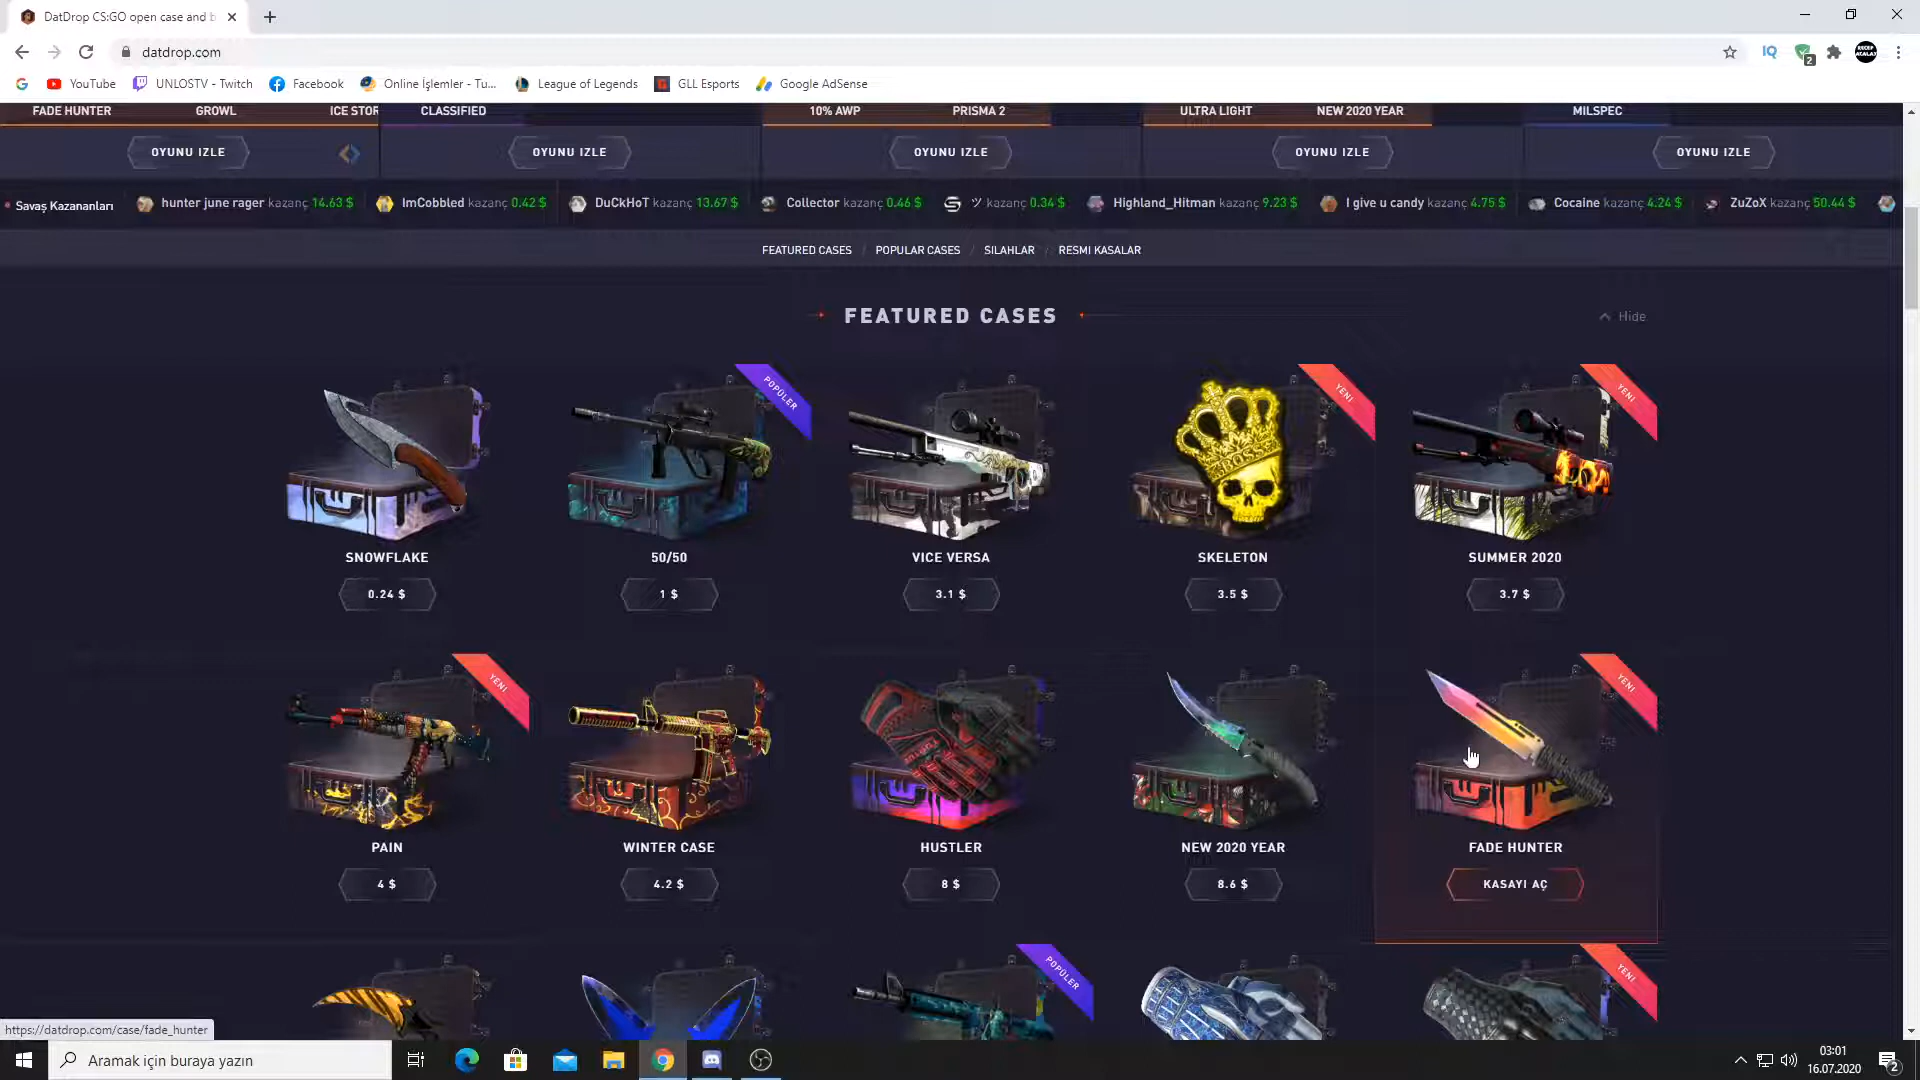 DatDrop CS:GO open case and b
datdrop.com
2
YouTube
UNLOSTV - Twitch
Facebook
Online İşlemler - Tu...
League of Legends
GLL Esports
Google AdSense
FADE HUNTER
GROWL
ICE STOR
CLASSIFIED
10% AWP
PRISMA 2
ULTRA LIGHT
NEW 2020 YEAR
MILSPEC
OYUNU IZLE
OYUNU IZLE
OYUNU IZLE
OYUNU IZLE
OYUNU IZLE
Savaş Kazananları
hunter june rager kazanç 14.63 $
ImCobbled kazanç 0.42 $
DuCkHoT kazanç 13.67 $
Collector kazanç 0.46 $
ツ kazanç 0.34 $
Highland_Hitman kazanç 9.23 $
I give u candy kazanç 4.75 $
Cocaine kazanç 4.24 $
ZuZoX kazanç 50.44 $
FEATURED CASES / POPULAR CASES / SILAHLAR / RESMI KASALAR
FEATURED CASES
Hide
POPÜLER
YENI
YENI
BOSS
SNOWFLAKE
50/50
VICE VERSA
SKELETON
SUMMER 2020
0.24 $
1 $
3.1 $
3.5 $
3.7 $
YENI
YENI
PAIN
WINTER CASE
HUSTLER
NEW 2020 YEAR
FADE HUNTER
4 $
4.2 $
8 $
8.6 $
KASAYI AÇ
POPÜLER
YENI
https://datdrop.com/case/fade_hunter
Aramak için buraya yazın
03:01
16.07.2020
2